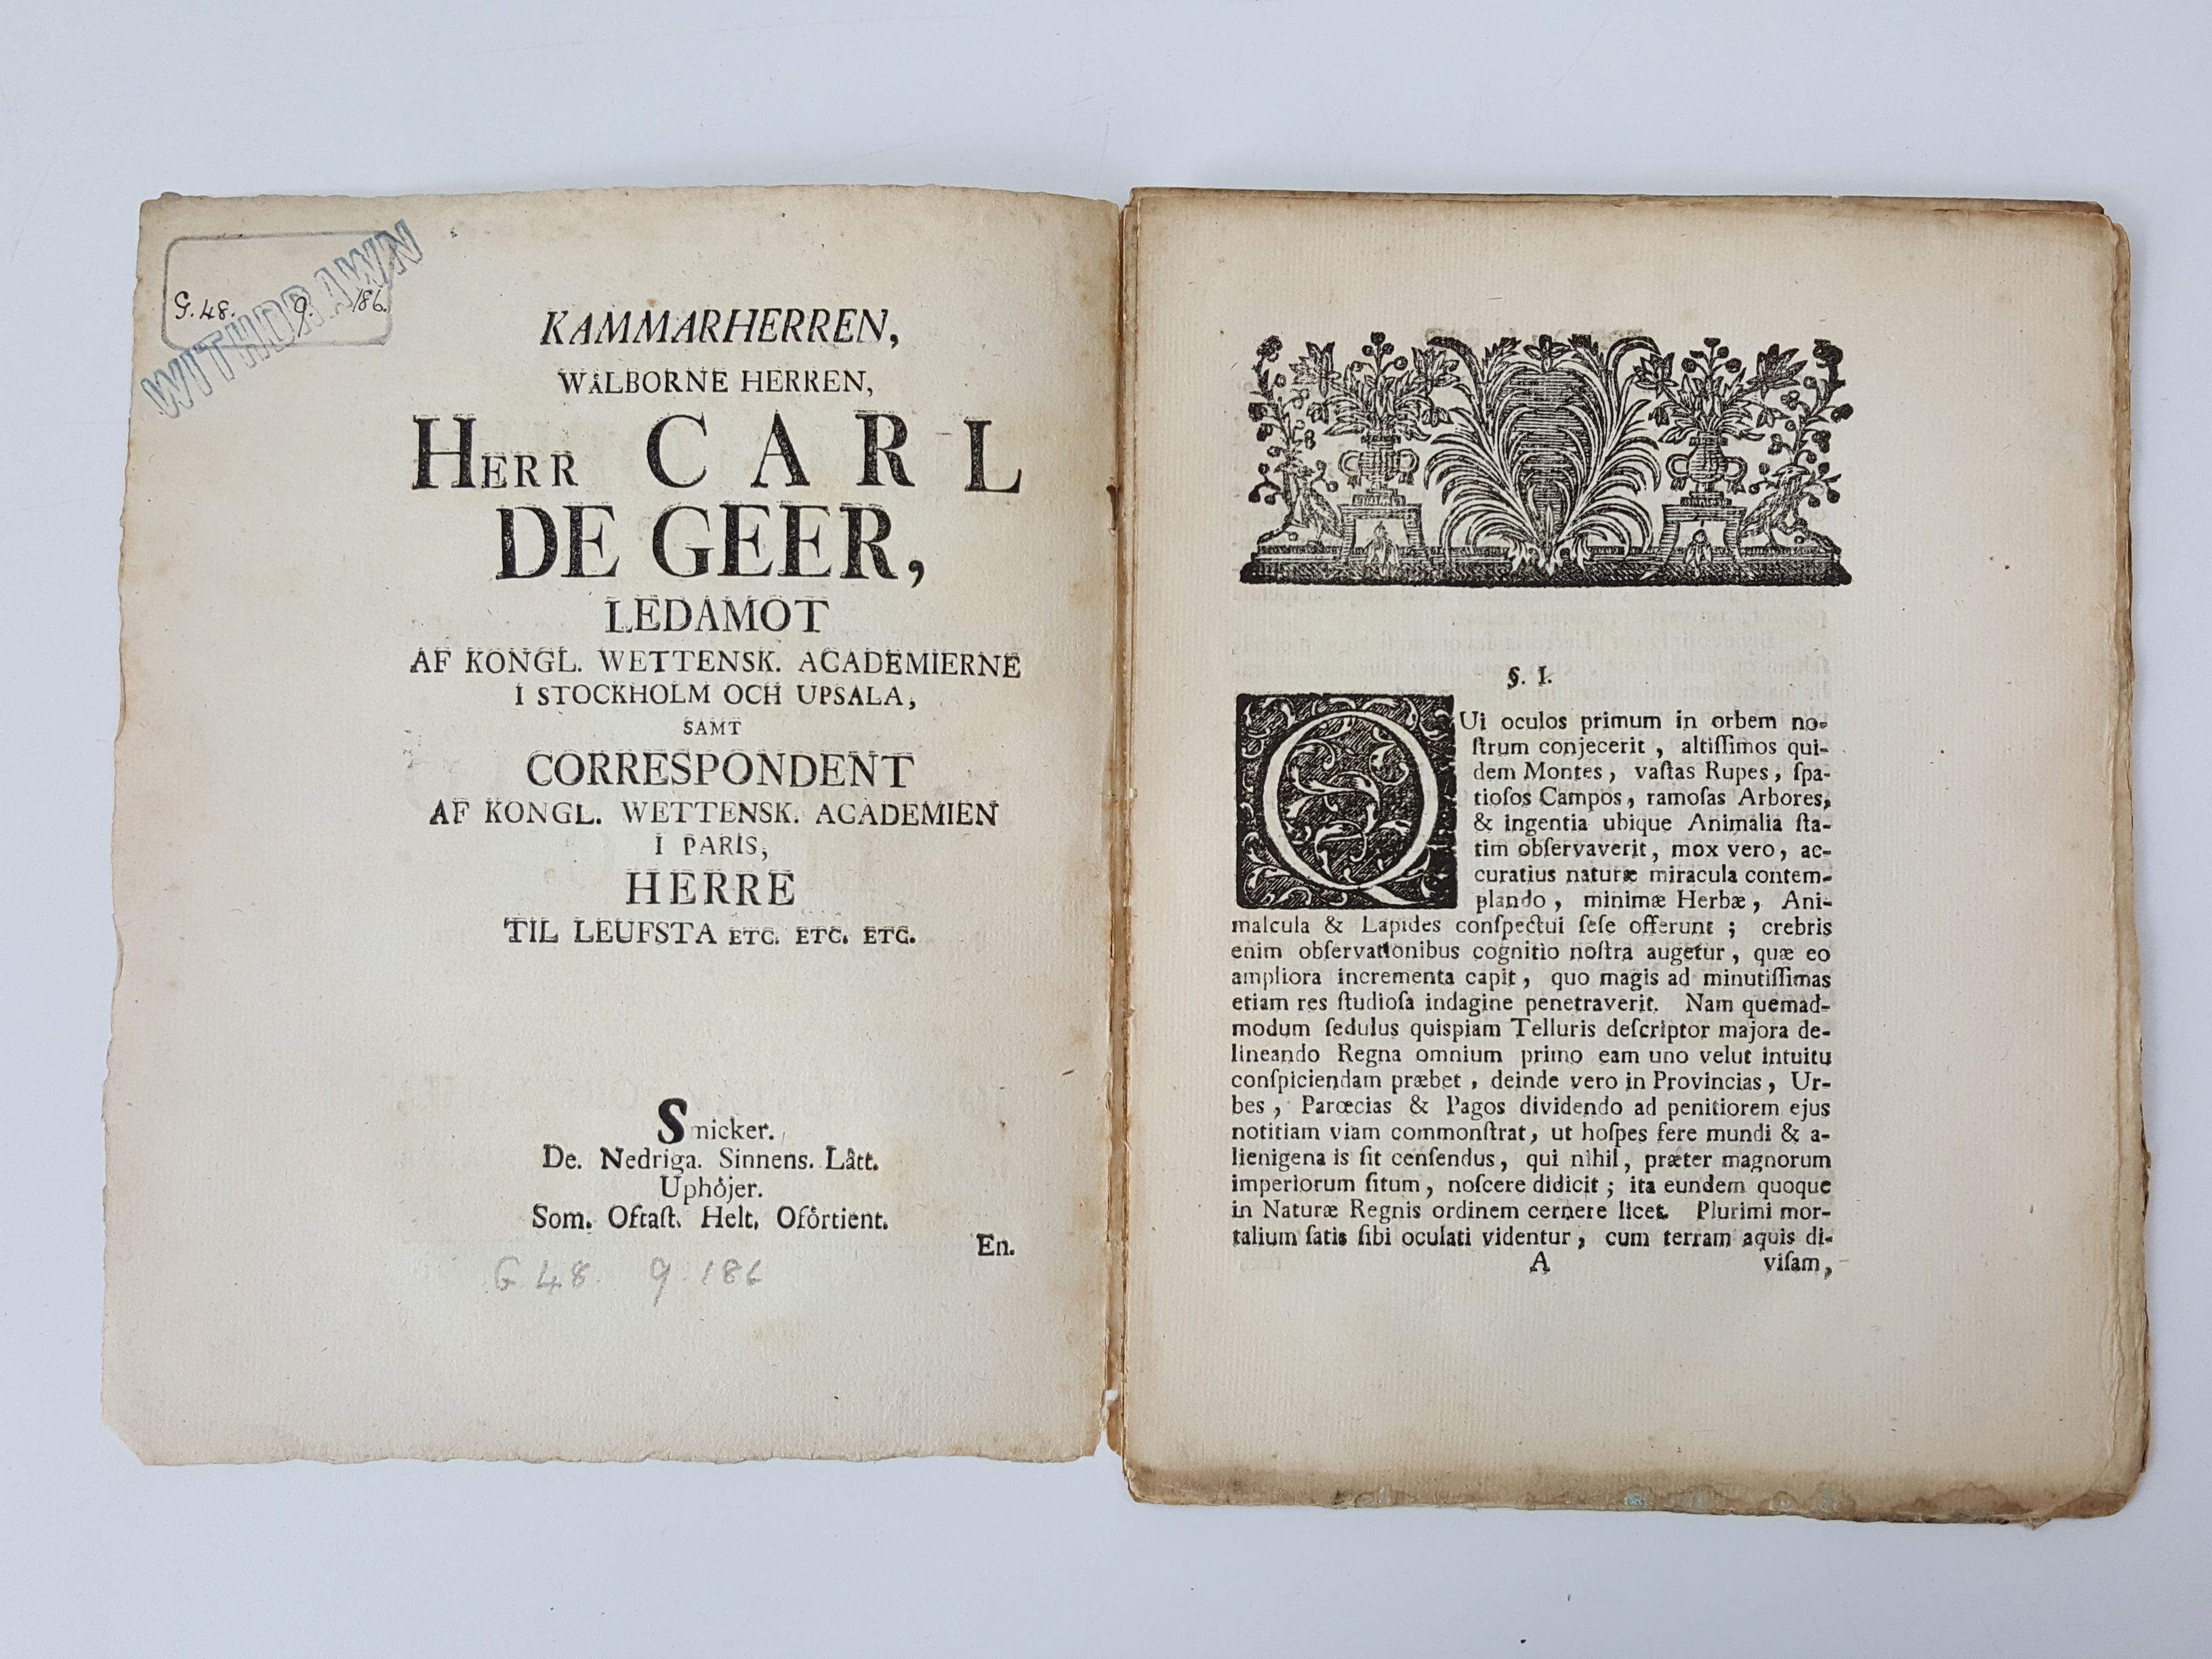 WITHDRAWN
G. 48. 9. 186.
KAMMARHERREN,
WÅLBORNE HERREN,
HERR CARL
DE GEER,
LEDAMOT
AF KONGL. WETTENSK. ACADEMIERNE
I STOCKHOLM OCH UPSALA,
SAMT
CORRESPONDENT
AF KONGL. WETTENSK. ACADEMIEN
I PARIS,
HERRE
TIL LEUFSTA ETC. ETC. ETC.
Smicker.
De. Nedriga. Sinnens. Lått.
Uphöjer.
Som. Oftaſt. Helt. Oförtient.
En.
G 48. 9. 186
§. I.
QUi oculos primum in orbem no-
ſtrum conjecerit, altiſſimos qui-
dem Montes, vaſtas Rupes, ſpa-
tioſos Campos, ramoſas Arbores,
& ingentia ubique Animalia ſta-
tim obſervaverit, mox vero, ac-
curatius naturæ miracula contem-
plando, minimæ Herbæ, Ani-
malcula & Lapides conſpectui ſeſe offerunt; crebris
enim obſervationibus cognitio noſtra augetur, quæ eo
ampliora incrementa capit, quo magis ad minutiſſimas
etiam res ſtudioſa indagine penetraverit. Nam quemad-
modum ſedulus quispiam Telluris deſcriptor majora de-
lineando Regna omnium primo eam uno velut intuitu
conſpiciendam præbet, deinde vero in Provincias, Ur-
bes, Parœcias & Pagos dividendo ad penitiorem ejus
notitiam viam commonſtrat, ut hoſpes fere mundi & a-
lienigena is ſit cenſendus, qui nihil, præter magnorum
imperiorum ſitum, noſcere didicit; ita eundem quoque
in Naturæ Regnis ordinem cernere licet. Plurimi mor-
talium ſatis ſibi oculati videntur, cum terram aquis di-
A viſam,